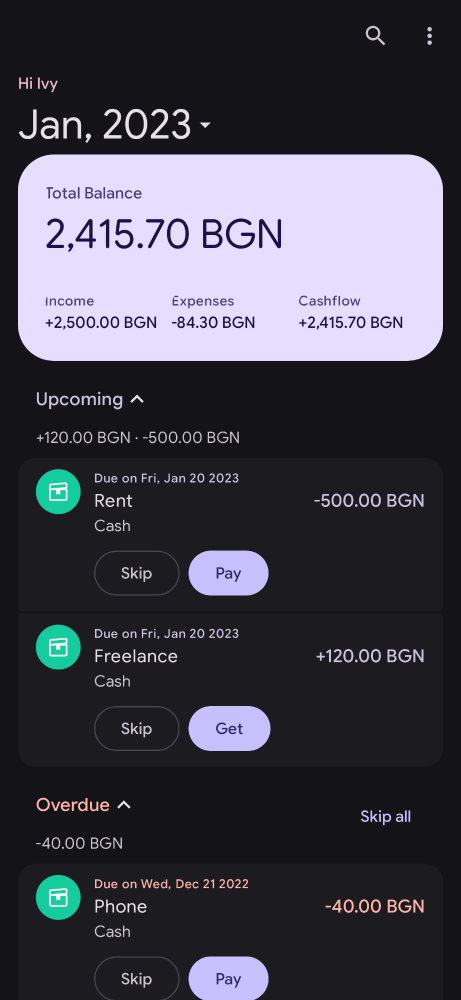 Hi Ivy
Jan, 2023
Total Balance
2,415.70 BGN
Income Expenses Cashflow
+2,500.00 BGN -84.30 BGN +2,415.70 BGN
Upcoming
+120.00 BGN · -500.00 BGN
Due on Fri, Jan 20 2023
Rent -500.00 BGN
Cash
Skip Pay
Due on Fri, Jan 20 2023
Freelance +120.00 BGN
Cash
Skip Get
Overdue
Skip all
-40.00 BGN
Due on Wed, Dec 21 2022
Phone -40.00 BGN
Cash
Skip Pay